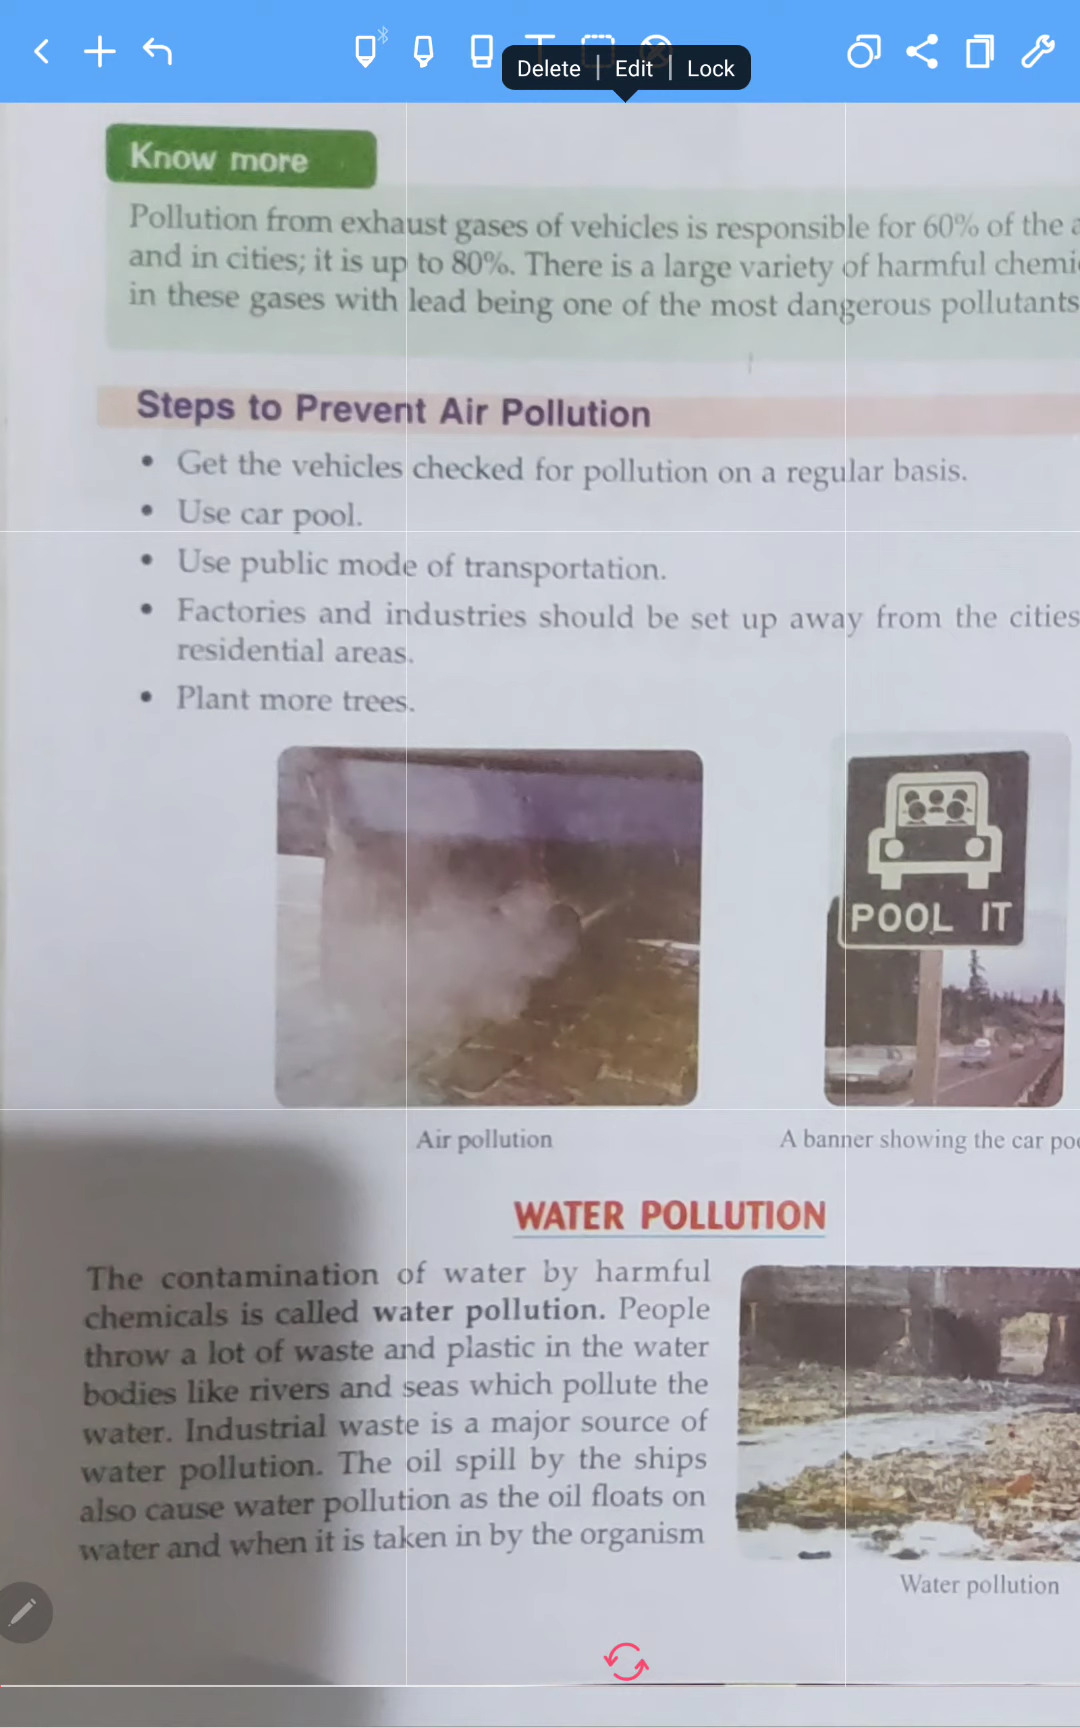 Delete | Edit | Lock
Know more
Pollution from exhaust gases of vehicles is responsible for 60% of the
and in cities; it is up to 80%. There is a large variety of harmful
in these gases with lead being one of the most dangerous pollutants
Steps to Prevent Air Pollution
• Get the vehicles checked for pollution on a regular basis.
• Use car pool.
• Use public mode of transportation.
• Factories and industries should be set up away from the cities
residential areas.
• Plant more trees.
POOL IT
Air pollution
A banner showing the car
WATER POLLUTION
The contamination of water by harmful
chemicals is called water pollution. People
throw a lot of waste and plastic in the water
bodies like rivers and seas which pollute the
water. Industrial waste is a major source of
water pollution. The oil spill by the ships
also cause water pollution as the oil floats on
water and when it is taken in by the organism
Water pollution